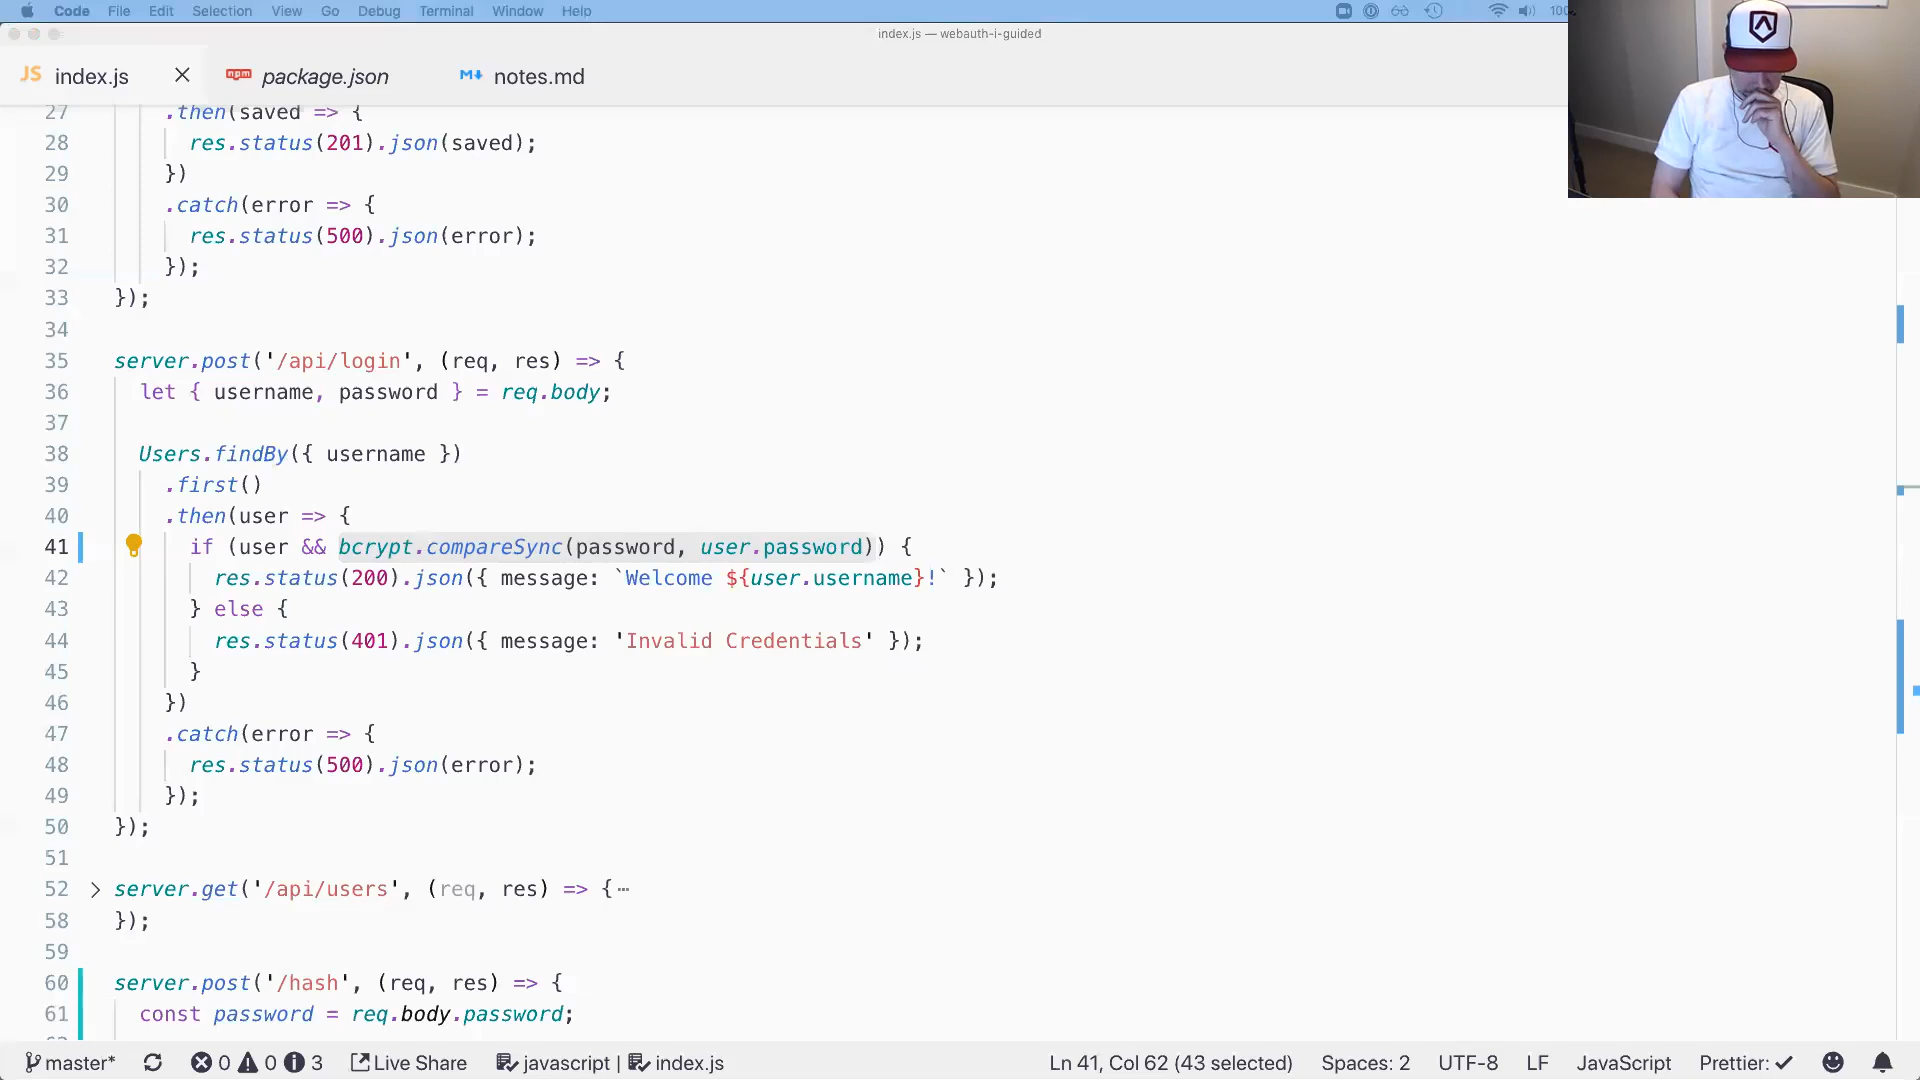 Code File Edit Selection View Go Debug Terminal Window Help
index.js — webauth-i-guided
JS index.js npm package.json M notes.md
27 .then(saved => {
28 res.status(201).json(saved);
29 })
30 .catch(error => {
31 res.status(500).json(error);
32 });
33 });
34
35 server.post('/api/login', (req, res) => {
36 let { username, password } = req.body;
37
38 Users.findBy({ username })
39 .first()
40 .then(user => {
41 if (user && bcrypt.compareSync(password, user.password)) {
42 res.status(200).json({ message: `Welcome ${user.username}!` });
43 } else {
44 res.status(401).json({ message: 'Invalid Credentials' });
45 }
46 })
47 .catch(error => {
48 res.status(500).json(error);
49 });
50 });
51
52 server.get('/api/users', (req, res) => {…
58 });
59
60 server.post('/hash', (req, res) => {
61 const password = req.body.password;
master* 0 0 3 Live Share javascript | index.js Ln 41, Col 62 (43 selected) Spaces: 2 UTF-8 LF JavaScript Prettier: ✓